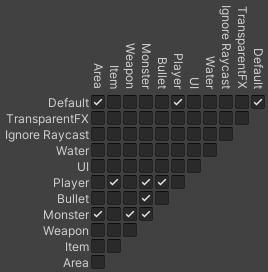 Area
Item
Weapon
Monster
Bullet
Player
UI
Water
Ignore Raycast
TransparentFX
Default
Default
TransparentFX
Ignore Raycast
Water
UI
Player
Bullet
Monster
Weapon
Item
Area